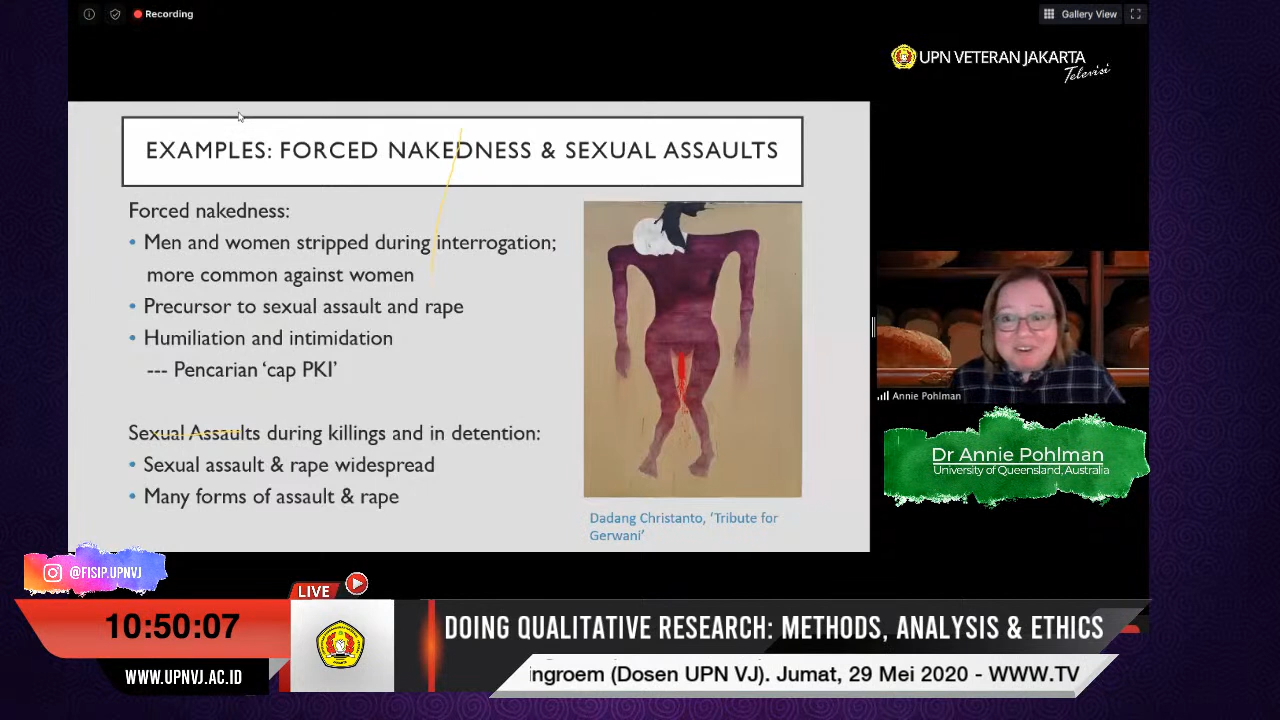 Recording
Gallery View
UPN VETERAN JAKARTA
Televisi
EXAMPLES: FORCED NAKEDNESS & SEXUAL ASSAULTS
Forced nakedness:
• Men and women stripped during interrogation;
more common against women
• Precursor to sexual assault and rape
• Humiliation and intimidation
--- Pencarian ‘cap PKI’
Sexual Assaults during killings and in detention:
• Sexual assault & rape widespread
• Many forms of assault & rape
Dadang Christanto, ‘Tribute for
Gerwani’
Annie Pohlman
Dr Annie Pohlman
University of Queensland, Australia
@FISIP.UPNVJ
LIVE
10:50:07
DOING QUALITATIVE RESEARCH: METHODS, ANALYSIS & ETHICS
WWW.UPNVJ.AC.ID
ingroem (Dosen UPN VJ). Jumat, 29 Mei 2020 - WWW.TV